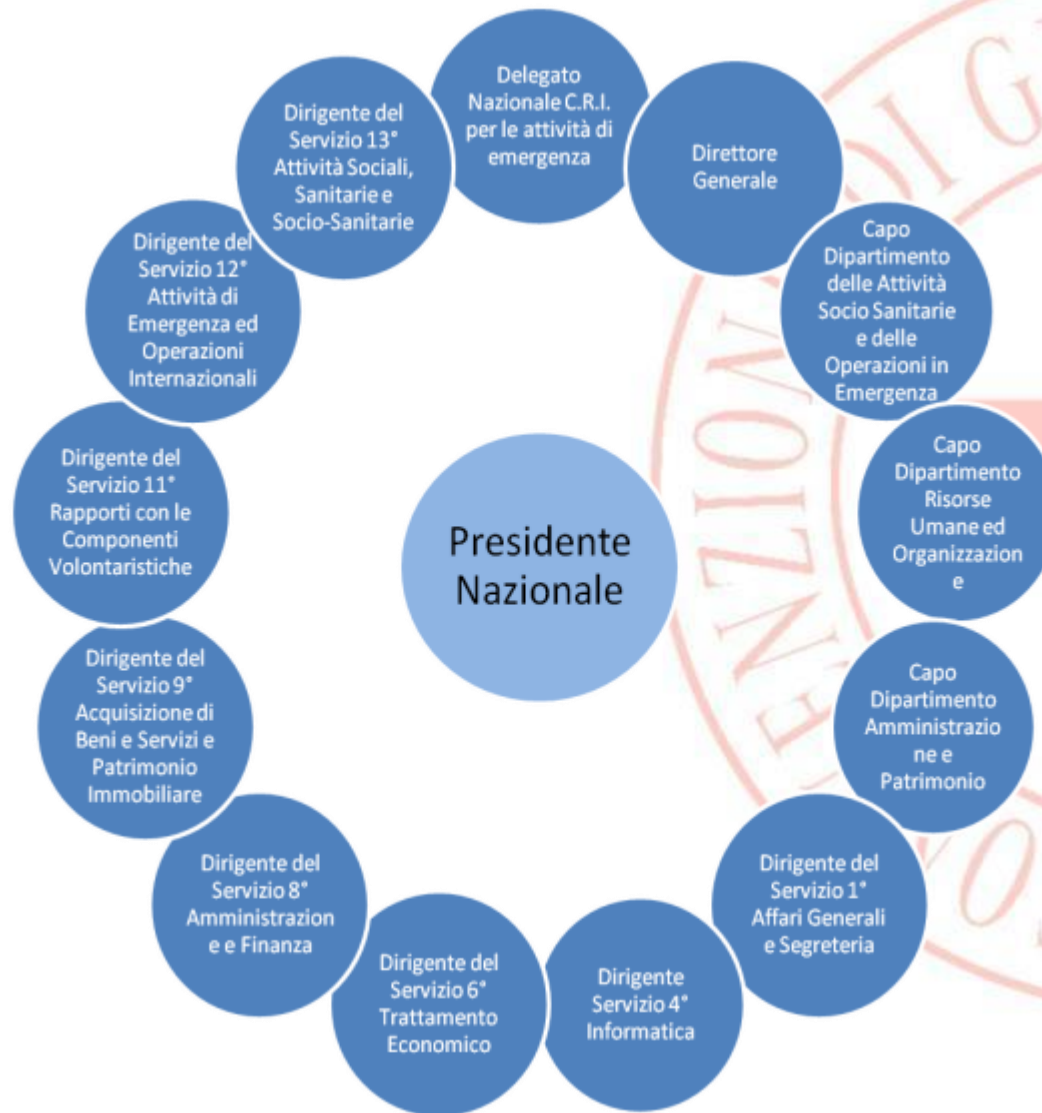 Delegato
Nazionale C.R.I.
per le attività di
emergenza
Direttore
Generale
Capo
Dipartimento
delle Attività
Socio Sanitarie
e delle
Operazioni in
Emergenza
Capo
Dipartimento
Risorse
Umane ed
Organizzazion
e
Capo
Dipartimento
Amministrazio
ne e
Patrimonio
Dirigente del
Servizio 1°
Affari Generali
e Segreteria
Dirigente
Servizio 4°
Informatica
Dirigente del
Servizio 6°
Trattamento
Economico
Dirigente del
Servizio 8°
Amministrazion
e e Finanza
Dirigente del
Servizio 9°
Acquisizione di
Beni e Servizi e
Patrimonio
Immobiliare
Dirigente del
Servizio 11°
Rapporti con le
Componenti
Volontaristiche
Dirigente del
Servizio 12°
Attività di
Emergenza ed
Operazioni
Internazionali
Dirigente del
Servizio 13°
Attività Sociali,
Sanitarie e
Socio-Sanitarie
Presidente
Nazionale